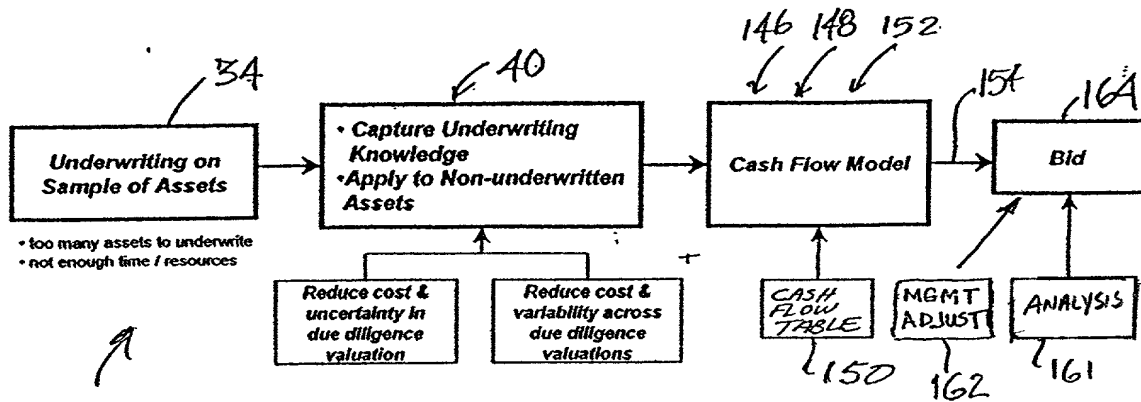 146 148 152
34
40
154
164
Underwriting on
Sample of Assets
• Capture Underwriting
Knowledge
• Apply to Non-underwritten
Assets
Cash Flow Model
Bid
• too many assets to underwrite
• not enough time / resources
Reduce cost &
uncertainty in
due diligence
valuation
Reduce cost &
variability across
due diligence
valuations
CASH
FLOW
TABLE
MGMT
ADJUST
ANALYSIS
150
162
161